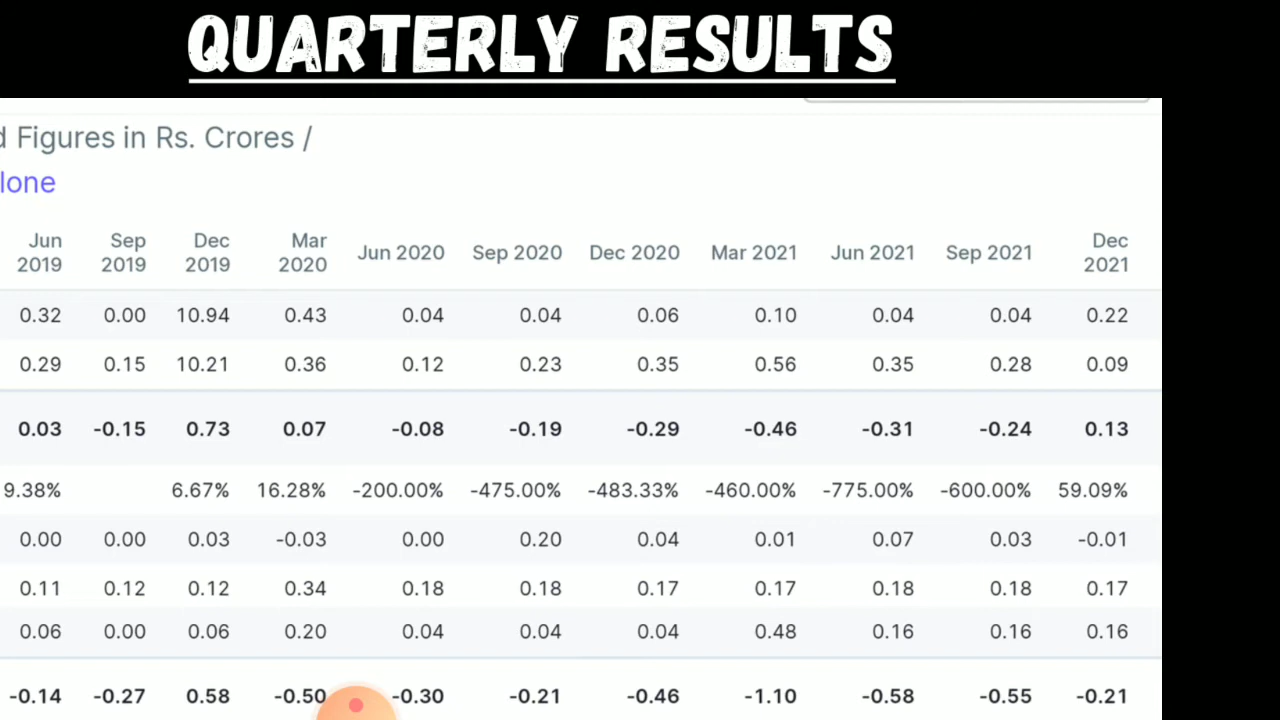 QUARTERLY RESULTS
d Figures in Rs. Crores /
lone
Jun 2019 Sep 2019 Dec 2019 Mar 2020 Jun 2020 Sep 2020 Dec 2020 Mar 2021 Jun 2021 Sep 2021 Dec 2021
0.32 0.00 10.94 0.43 0.04 0.04 0.06 0.10 0.04 0.04 0.22
0.29 0.15 10.21 0.36 0.12 0.23 0.35 0.56 0.35 0.28 0.09
0.03 -0.15 0.73 0.07 -0.08 -0.19 -0.29 -0.46 -0.31 -0.24 0.13
9.38% 6.67% 16.28% -200.00% -475.00% -483.33% -460.00% -775.00% -600.00% 59.09%
0.00 0.00 0.03 -0.03 0.00 0.20 0.04 0.01 0.07 0.03 -0.01
0.11 0.12 0.12 0.34 0.18 0.18 0.17 0.17 0.18 0.18 0.17
0.06 0.00 0.06 0.20 0.04 0.04 0.04 0.48 0.16 0.16 0.16
-0.14 -0.27 0.58 -0.50 -0.30 -0.21 -0.46 -1.10 -0.58 -0.55 -0.21